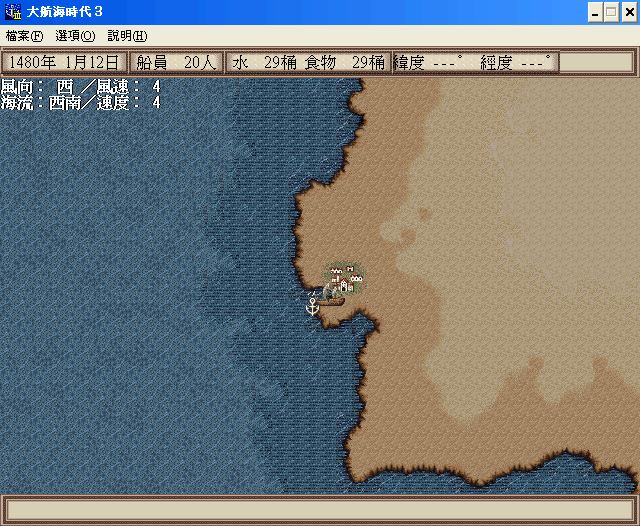 大航海時代３
檔案(F) 選項(O) 說明(H)
1480年 1月12日 船員 20人 水 29桶 食物 29桶 緯度 ---° 經度 ---°
風向：西／風速：4
海流：西南／速度：4